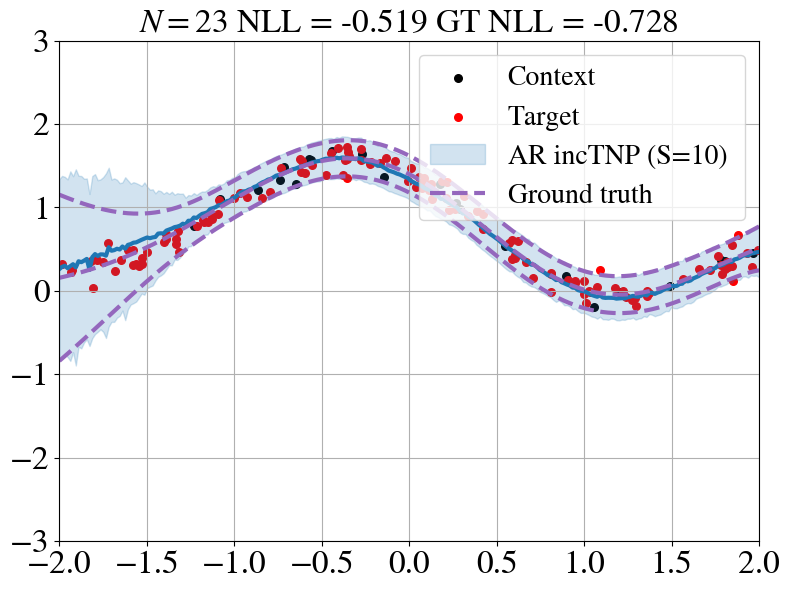 N = 23 NLL = -0.519 GT NLL = -0.728
3
2
1
0
−1
−2
−3
Context
Target
AR incTNP (S=10)
Ground truth
−2.0 −1.5 −1.0 −0.5 0.0 0.5 1.0 1.5 2.0